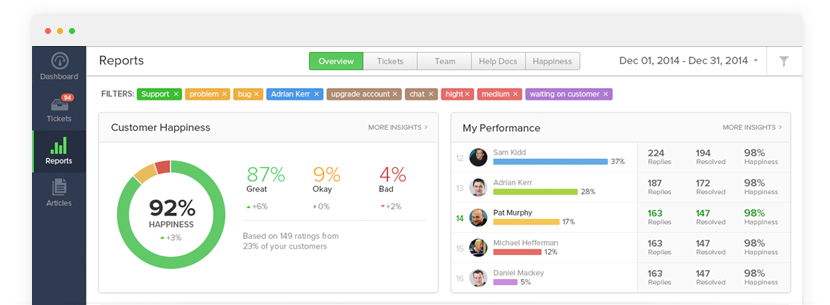 Reports
Overview Tickets Team Help Docs Happiness
Dec 01, 2014 - Dec 31, 2014
Dashboard
94
Tickets
Reports
Articles
FILTERS: Support × problem × bug × Adrian Kerr × upgrade account × chat × hight × medium × waiting on customer ×
Customer Happiness
MORE INSIGHTS >
92%
HAPPINESS
+3%
87% 9% 4%
Great Okay Bad
+6% 0% +2%
Based on 149 ratings from
23% of your customers
My Performance
MORE INSIGHTS >
12 Sam Kidd 37% 224 Replies 194 Resolved 98% Happiness
13 Adrian Kerr 28% 187 Replies 172 Resolved 98% Happiness
14 Pat Murphy 17% 163 Replies 147 Resolved 98% Happiness
15 Michael Hefferman 12% 163 Replies 147 Resolved 98% Happiness
16 Daniel Mackey 5% 163 Replies 147 Resolved 98% Happiness